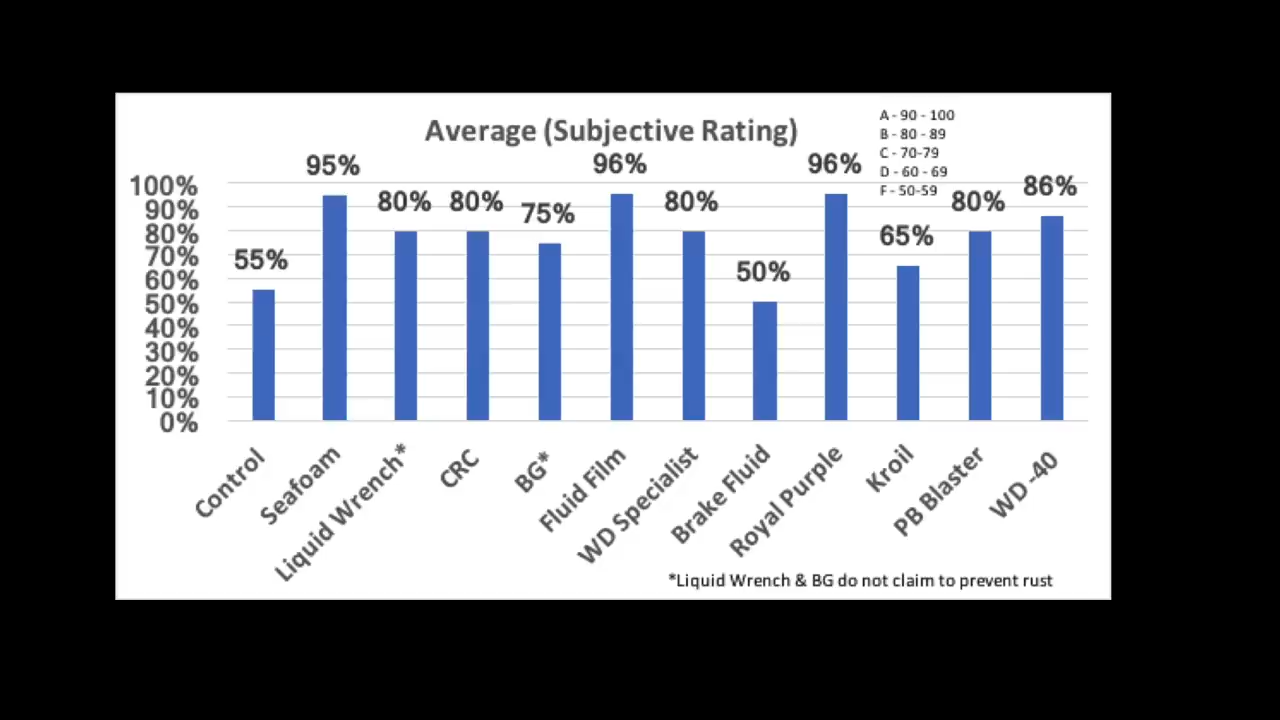 Average (Subjective Rating)
A - 90 - 100
B - 80 - 89
C - 70-79
D - 60 - 69
F - 50-59
100%
90%
80%
70%
60%
50%
40%
30%
20%
10%
0%
55%
95%
80%
80%
75%
96%
80%
50%
96%
65%
80%
86%
Control
Seafoam
Liquid Wrench*
CRC
BG*
Fluid Film
WD Specialist
Brake Fluid
Royal Purple
Kroil
PB Blaster
WD -40
*Liquid Wrench & BG do not claim to prevent rust